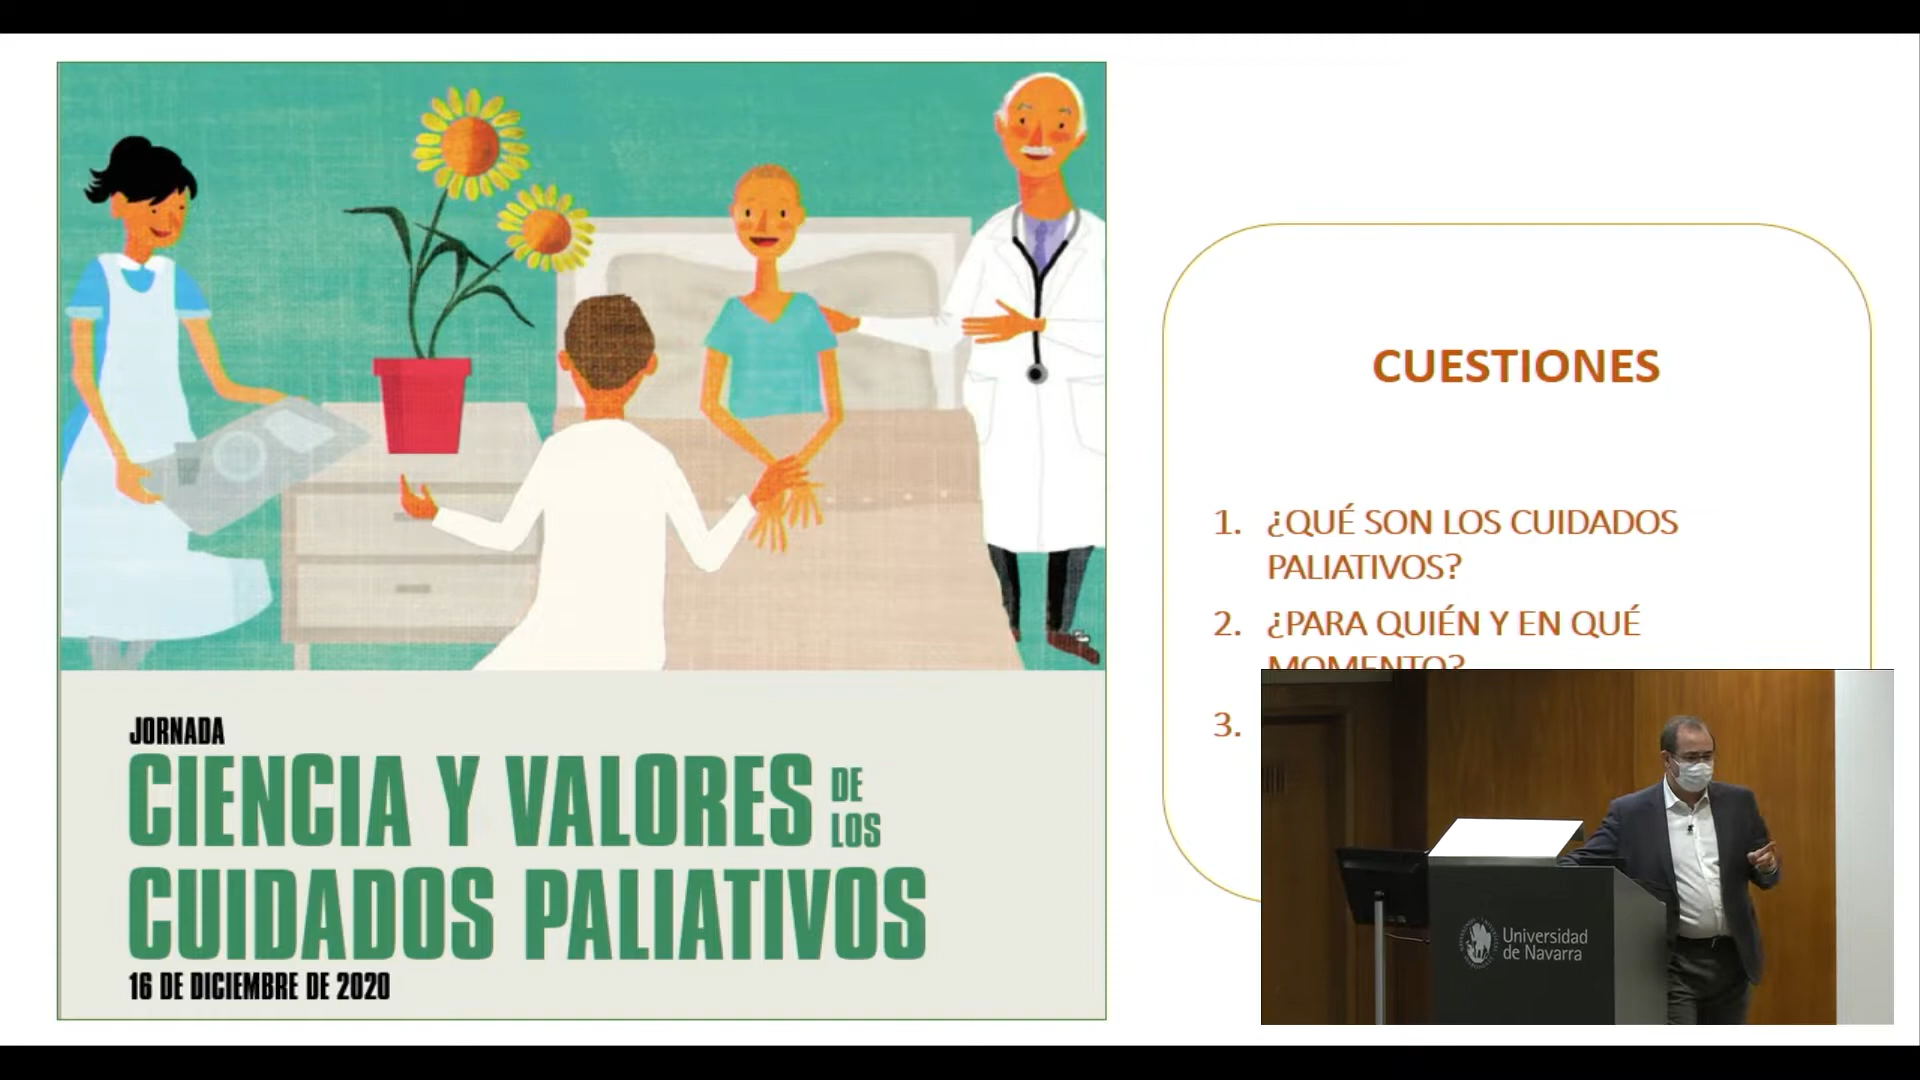 JORNADA
CIENCIA Y VALORES DE LOS
CUIDADOS PALIATIVOS
16 DE DICIEMBRE DE 2020
CUESTIONES
1. ¿QUÉ SON LOS CUIDADOS
PALIATIVOS?
2. ¿PARA QUIÉN Y EN QUÉ
MOMENTO?
3.
Universidad
de Navarra